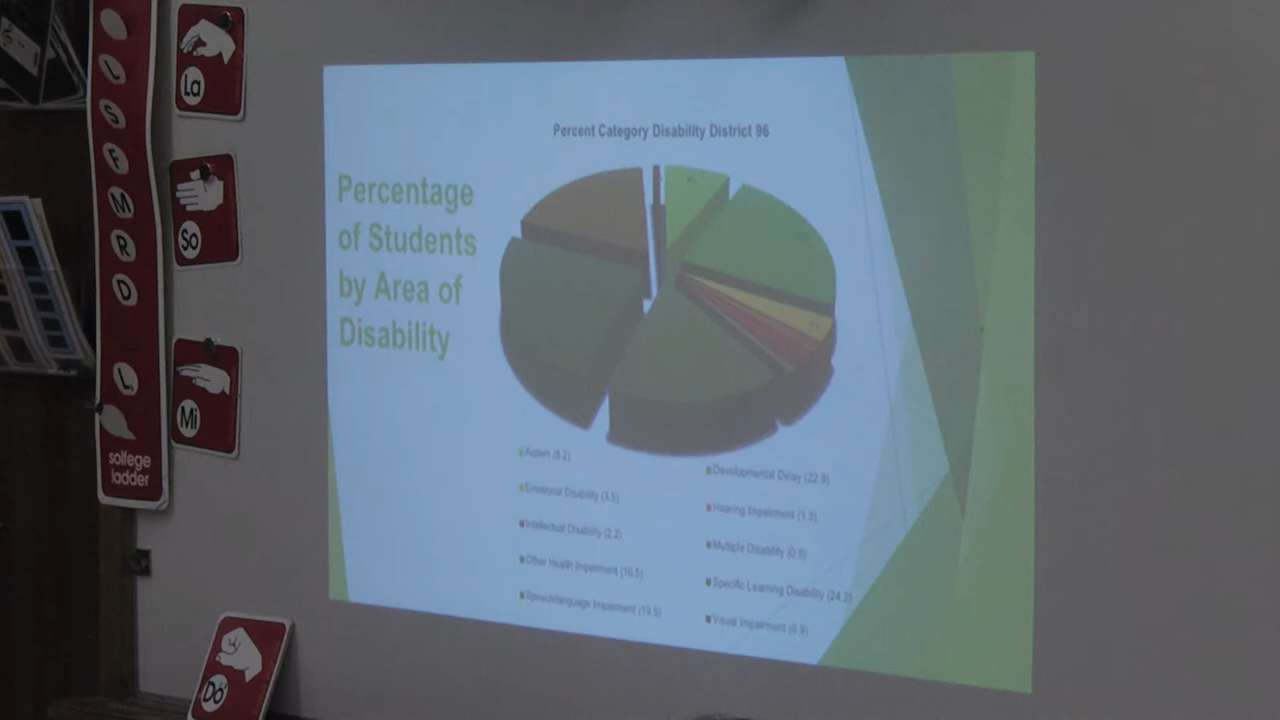 La
L
S
F
M
R
D
L
So
Mi
solfege
ladder
Do
Percentage
of Students
by Area of
Disability
Percent Category Disability District 96
Autism (8.2)
Developmental Delay (22.9)
Emotional Disability (3.5)
Hearing Impairment (1.3)
Intellectual Disability (2.2)
Multiple Disability (0.9)
Other Health Impairment (16.5)
Specific Learning Disability (24.2)
Speech/language Impairment (19.5)
Visual Impairment (0.9)